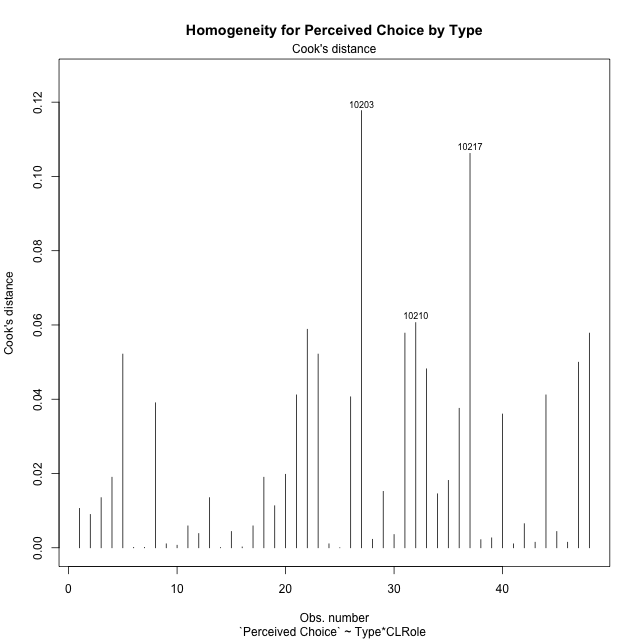 Homogeneity for Perceived Choice by Type
Cook's distance
Cook's distance
0.12
0.10
0.08
0.06
0.04
0.02
0.00
10203
10217
10210
0 10 20 30 40
Obs. number
`Perceived Choice` ~ Type*CLRole